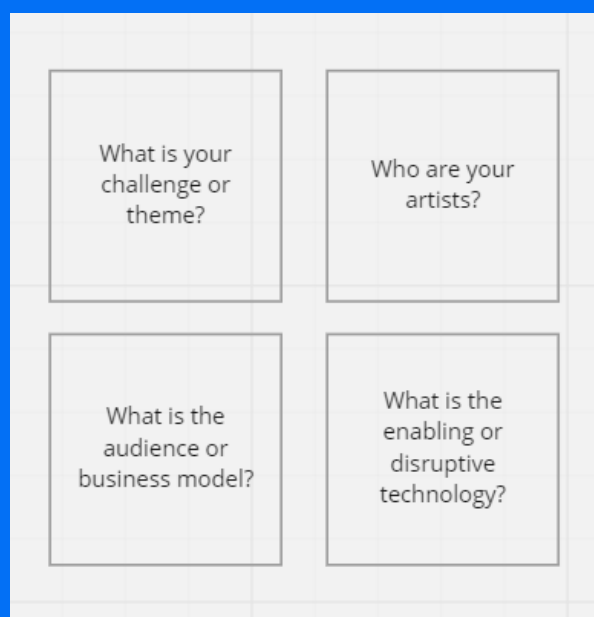 What is your
challenge or
theme?
Who are your
artists?
What is the
audience or
business model?
What is the
enabling or
disruptive
technology?